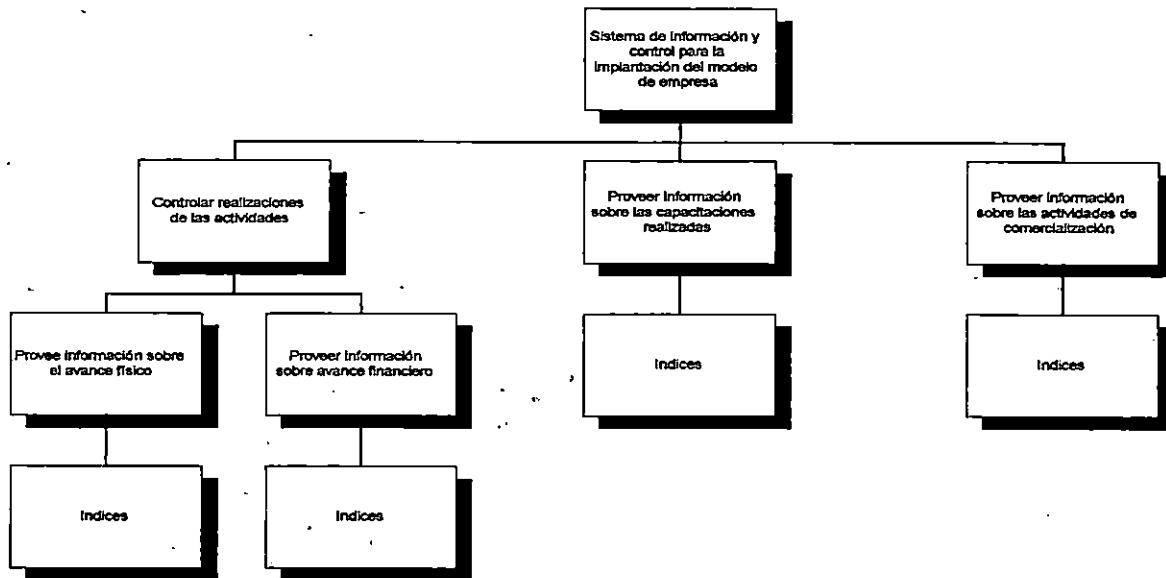 Sistema de Información y
control para la
implantación del modelo
de empresa
Controlar realizaciones
de las actividades
Proveer Información
sobre las capacitaciones
realizadas
Proveer Información
sobre las actividades de
comercialización
Provee información sobre
el avance físico
Proveer Información
sobre avance financiero
Indices
Indices
Indices
Indices